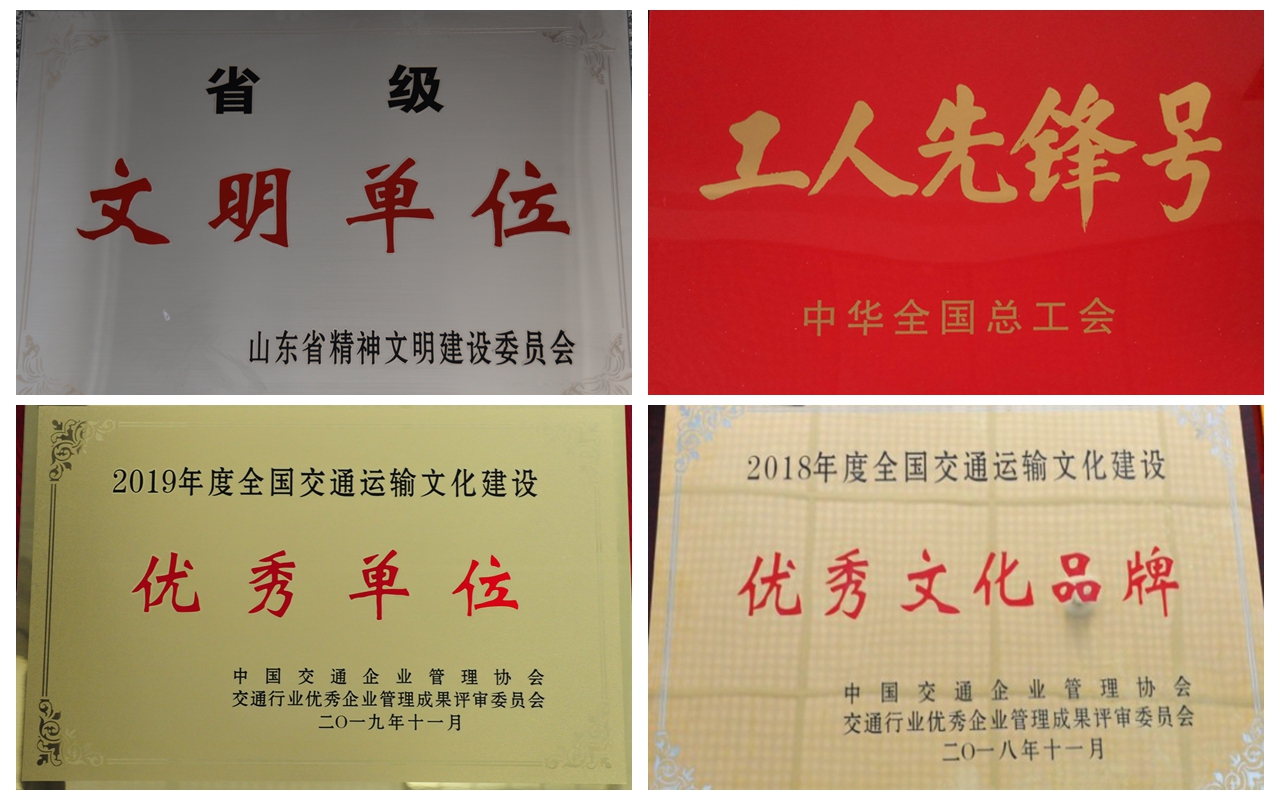 省级
文明单位
山东省精神文明建设委员会
工人先锋号
中华全国总工会
2019年度全国交通运输文化建设
优秀单位
中国交通企业管理协会
交通行业优秀企业管理成果评审委员会
二〇一九年十一月
2018年度全国交通运输文化建设
优秀文化品牌
中国交通企业管理协会
交通行业优秀企业管理成果评审委员会
二〇一八年十一月